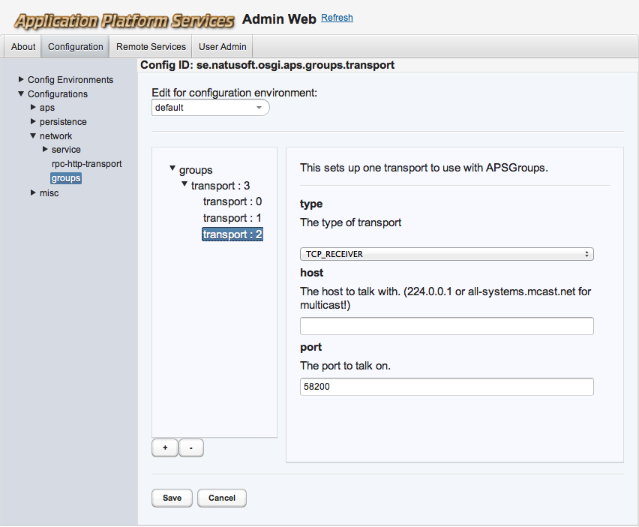 Application Platform Services Admin Web Refresh
About Configuration Remote Services User Admin
Config ID: se.natusoft.osgi.aps.groups.transport
Config Environments
Configurations
aps
persistence
network
service
rpc-http-transport
groups
misc
Edit for configuration environment:
default
groups
transport : 3
transport : 0
transport : 1
transport : 2
+ -
This sets up one transport to use with APSGroups.
type
The type of transport
TCP_RECEIVER
host
The host to talk with. (224.0.0.1 or all-systems.mcast.net for
multicast!)
port
The port to talk on.
58200
Save Cancel